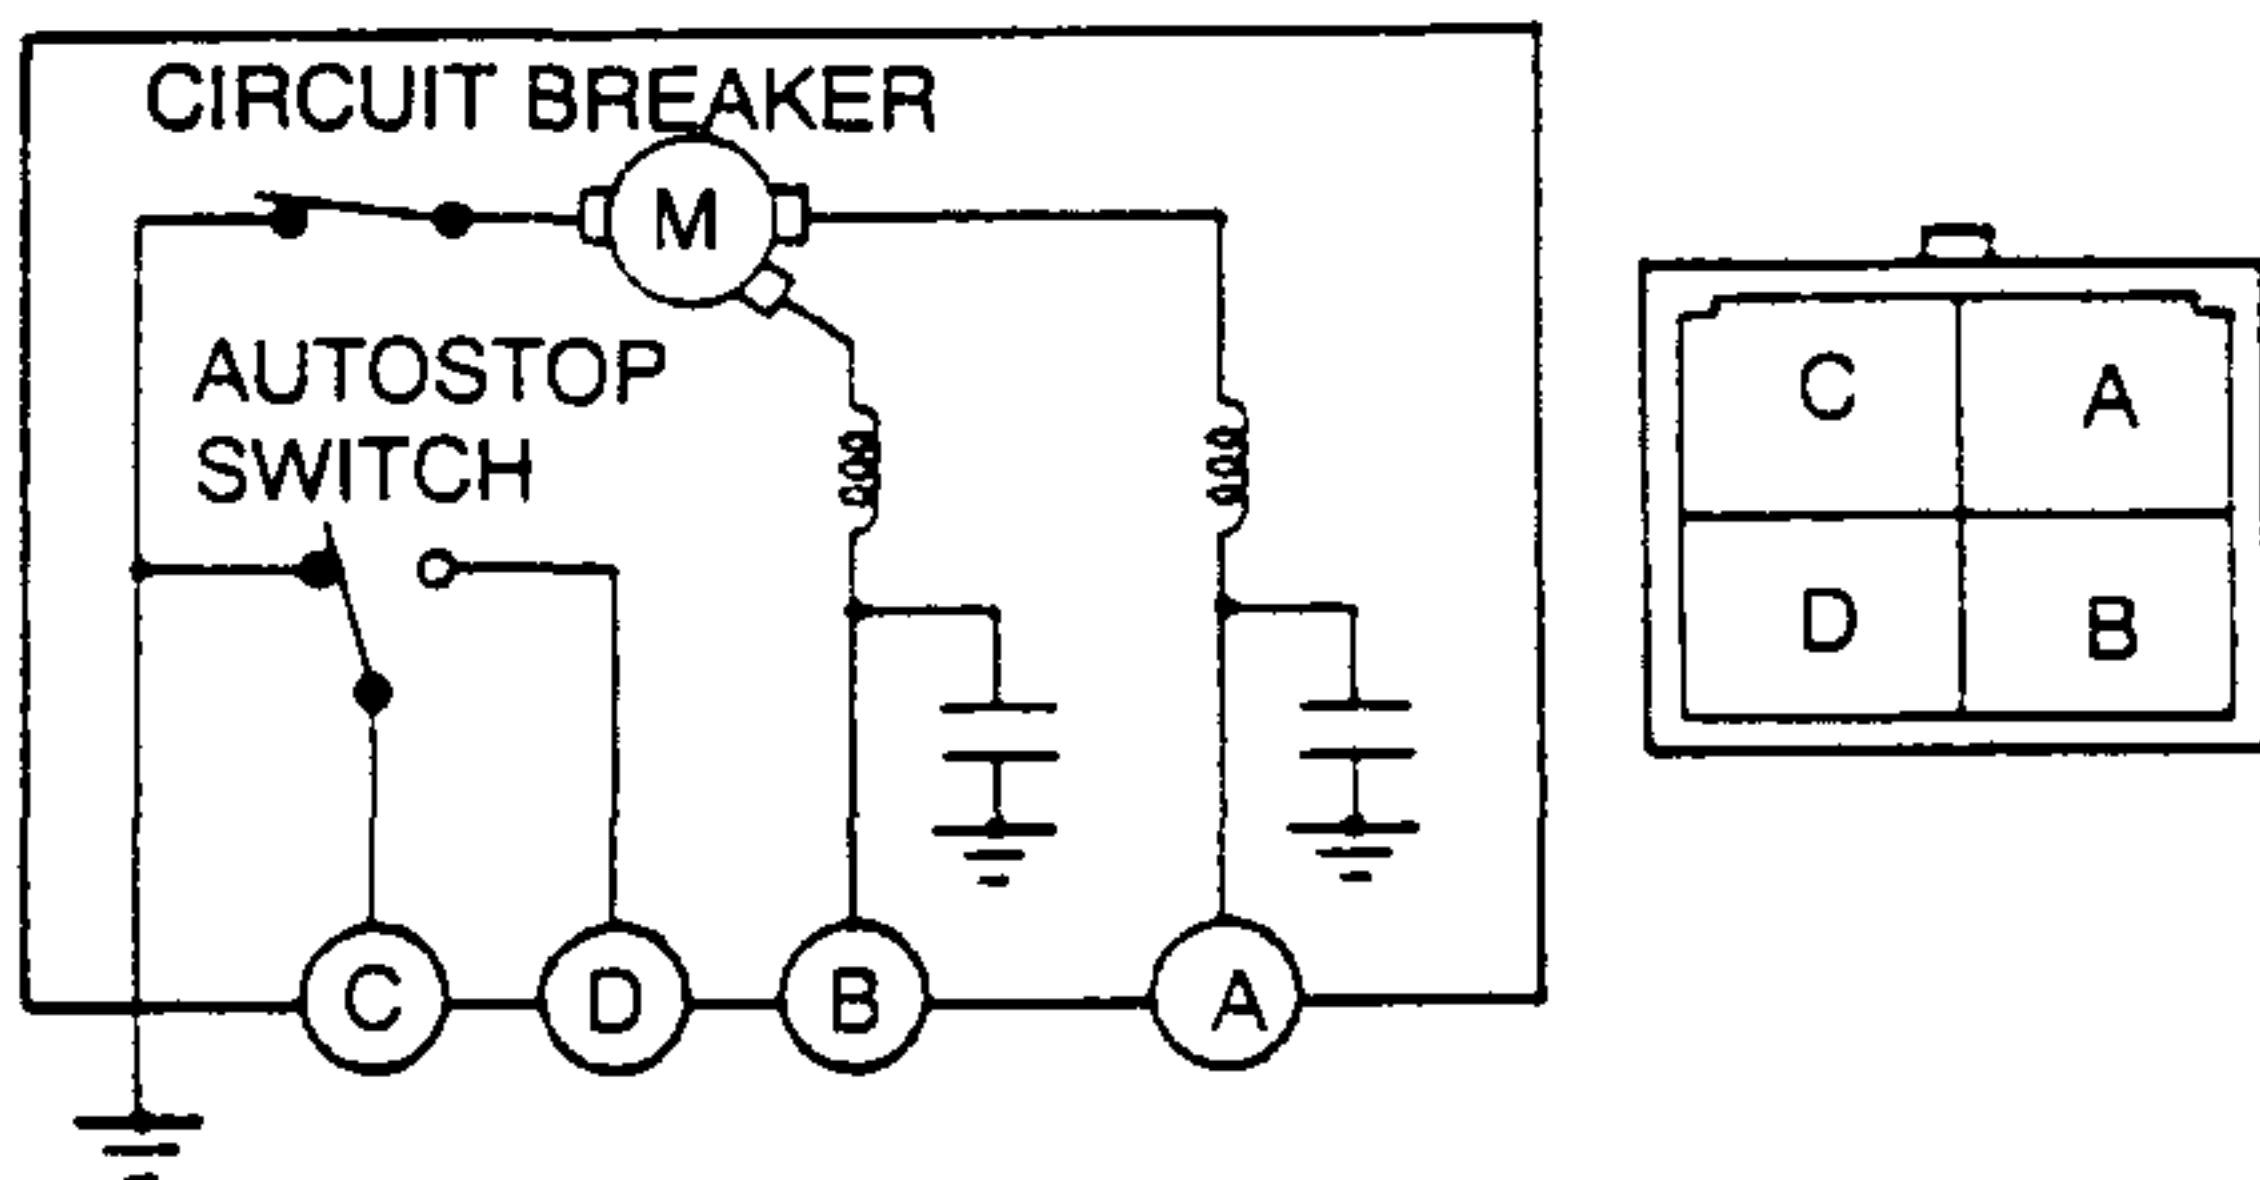 CIRCUIT BREAKER
M
AUTOSTOP
SWITCH
C D B A
C A
D B